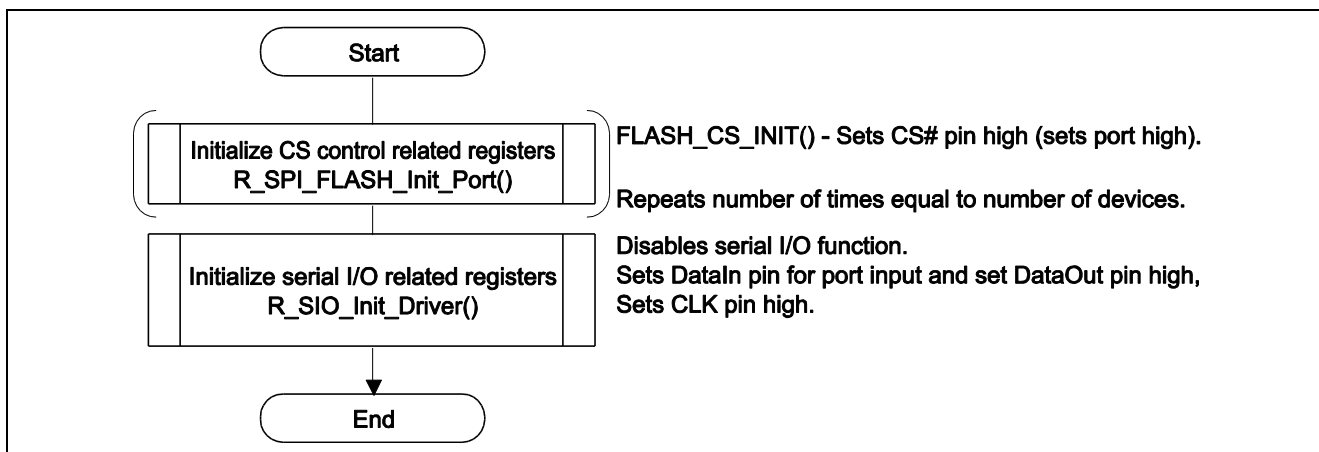 Start
Initialize CS control related registers
R_SPI_FLASH_Init_Port()
FLASH_CS_INIT() - Sets CS# pin high (sets port high).
Repeats number of times equal to number of devices.
Initialize serial I/O related registers
R_SIO_Init_Driver()
Disables serial I/O function.
Sets DataIn pin for port input and set DataOut pin high,
Sets CLK pin high.
End